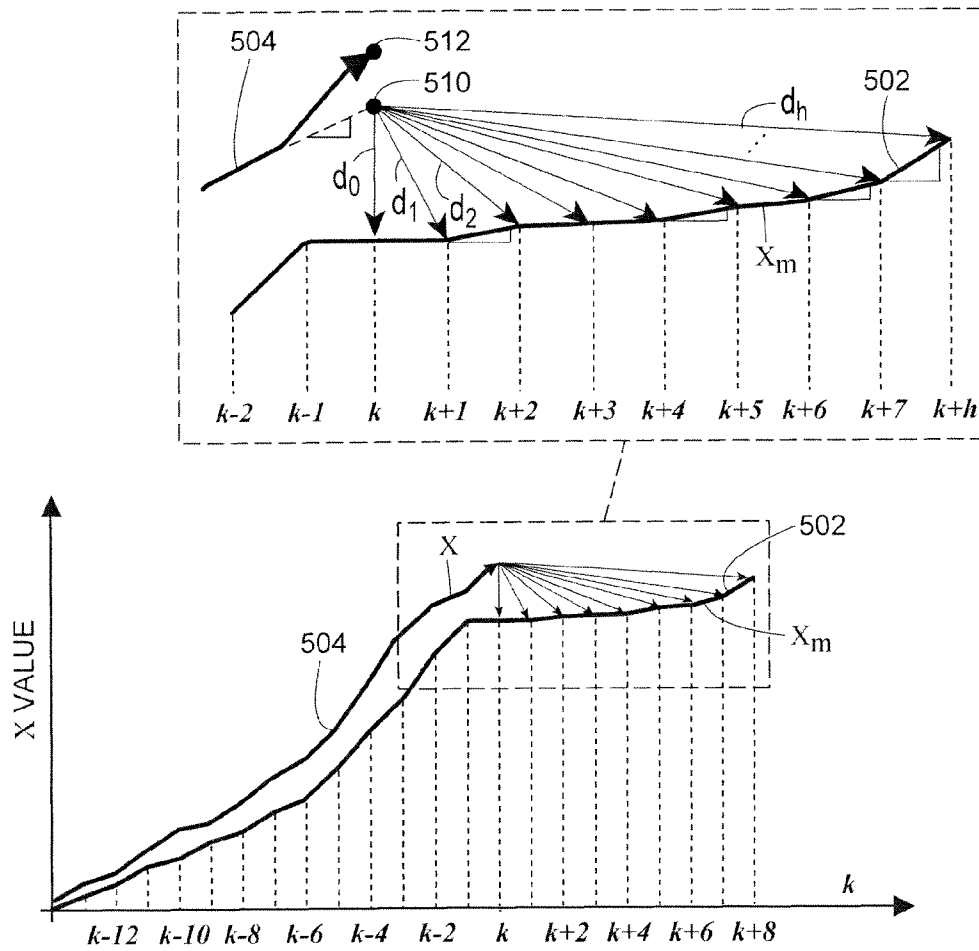 504
512
510
502
d_h
d_0
d_1
d_2
X_m
k-2 k-1 k k+1 k+2 k+3 k+4 k+5 k+6 k+7 k+h
X VALUE
X
502
504
X_m
k
k-12 k-10 k-8 k-6 k-4 k-2 k k+2 k+4 k+6 k+8